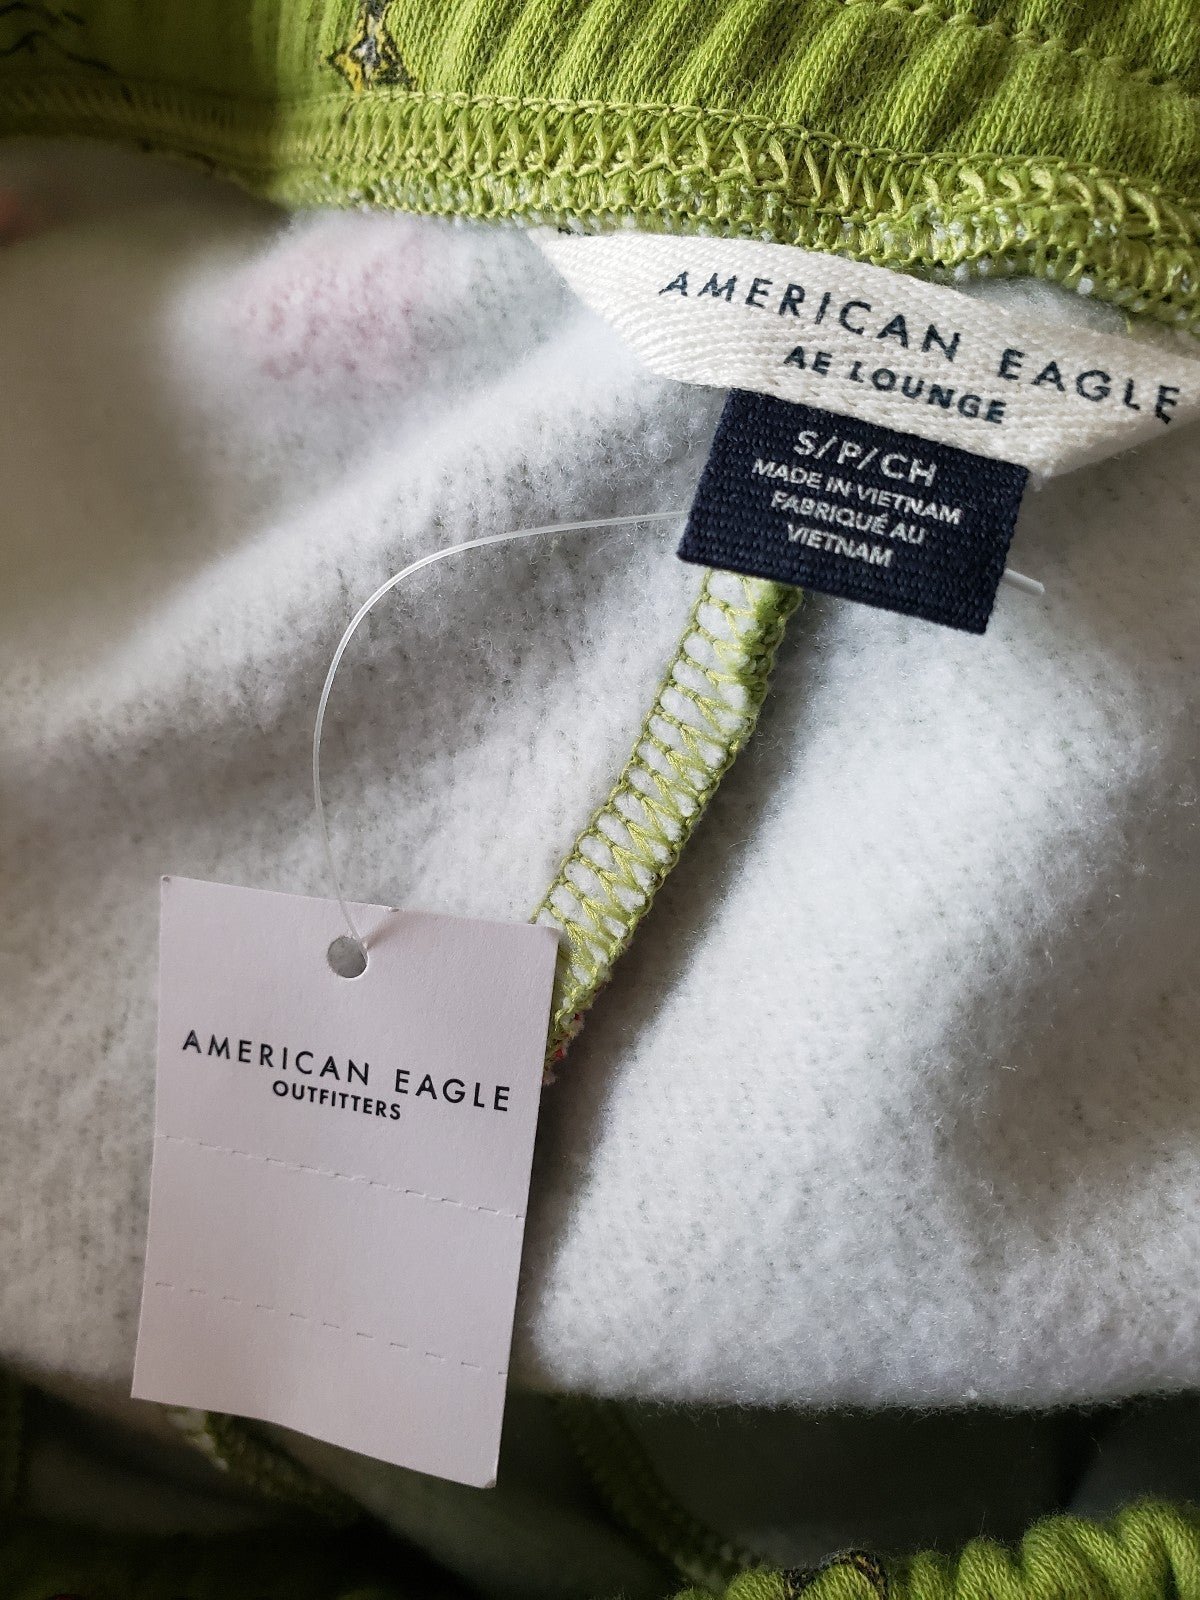 AMERICAN EAGLE
AE LOUNGE
S/P/CH
MADE IN VIETNAM
FABRIQUÉ AU
VIETNAM
AMERICAN EAGLE
OUTFITTERS